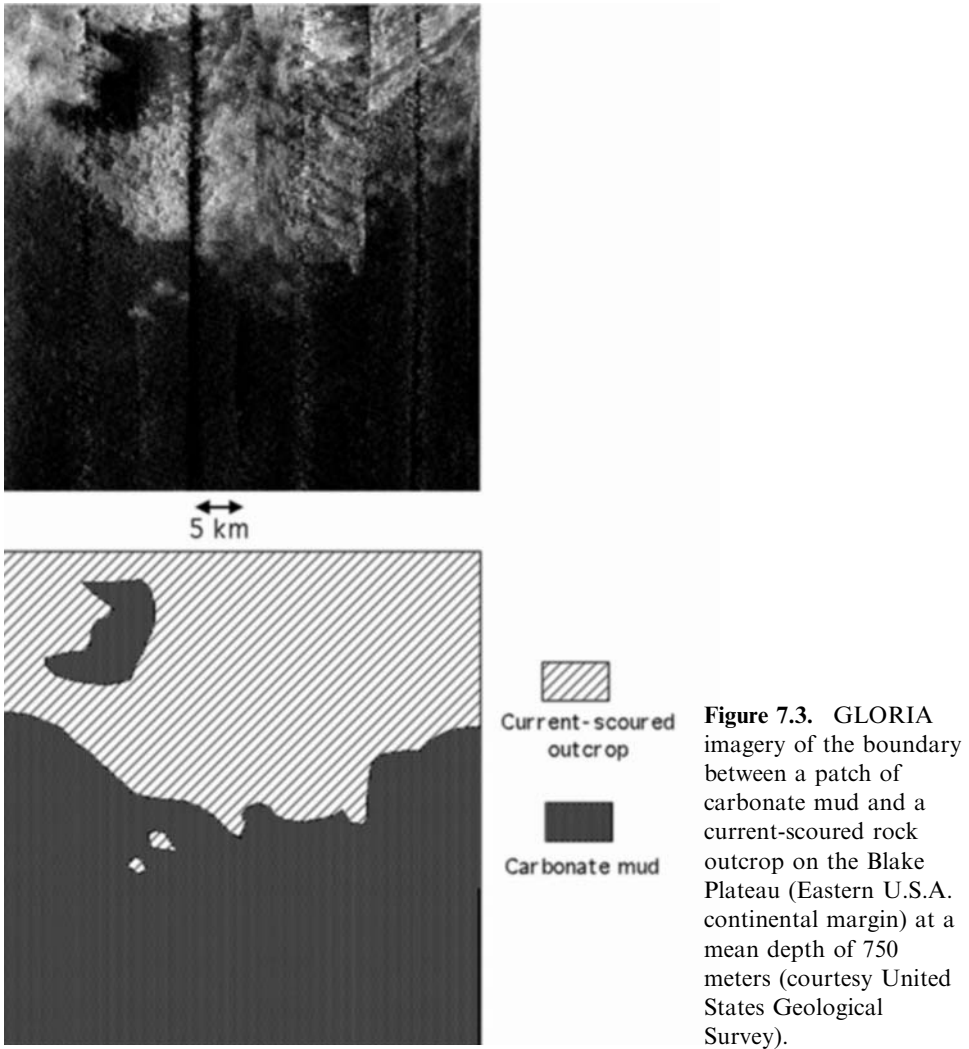 5 km
Current-scoured
outcrop
Carbonate mud
Figure 7.3. GLORIA
imagery of the boundary
between a patch of
carbonate mud and a
current-scoured rock
outcrop on the Blake
Plateau (Eastern U.S.A.
continental margin) at a
mean depth of 750
meters (courtesy United
States Geological
Survey).